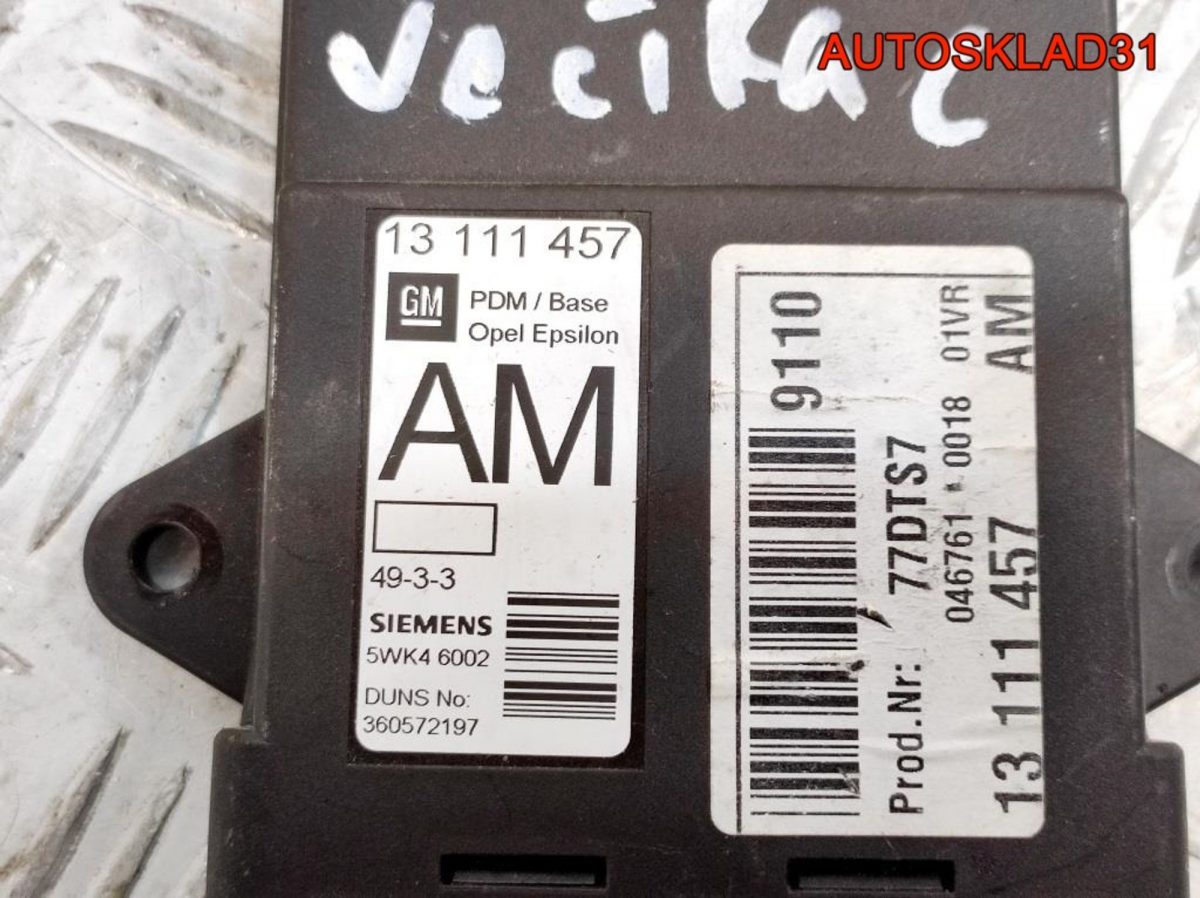 Vectra C
AUTOSKLAD31
13 111 457
GM
PDM / Base
Opel Epsilon
AM
49-3-3
SIEMENS
5WK4 6002
DUNS No:
360572197
9110
Prod.Nr: 77DTS7
046761 * 0018 01VR
13 111 457 AM